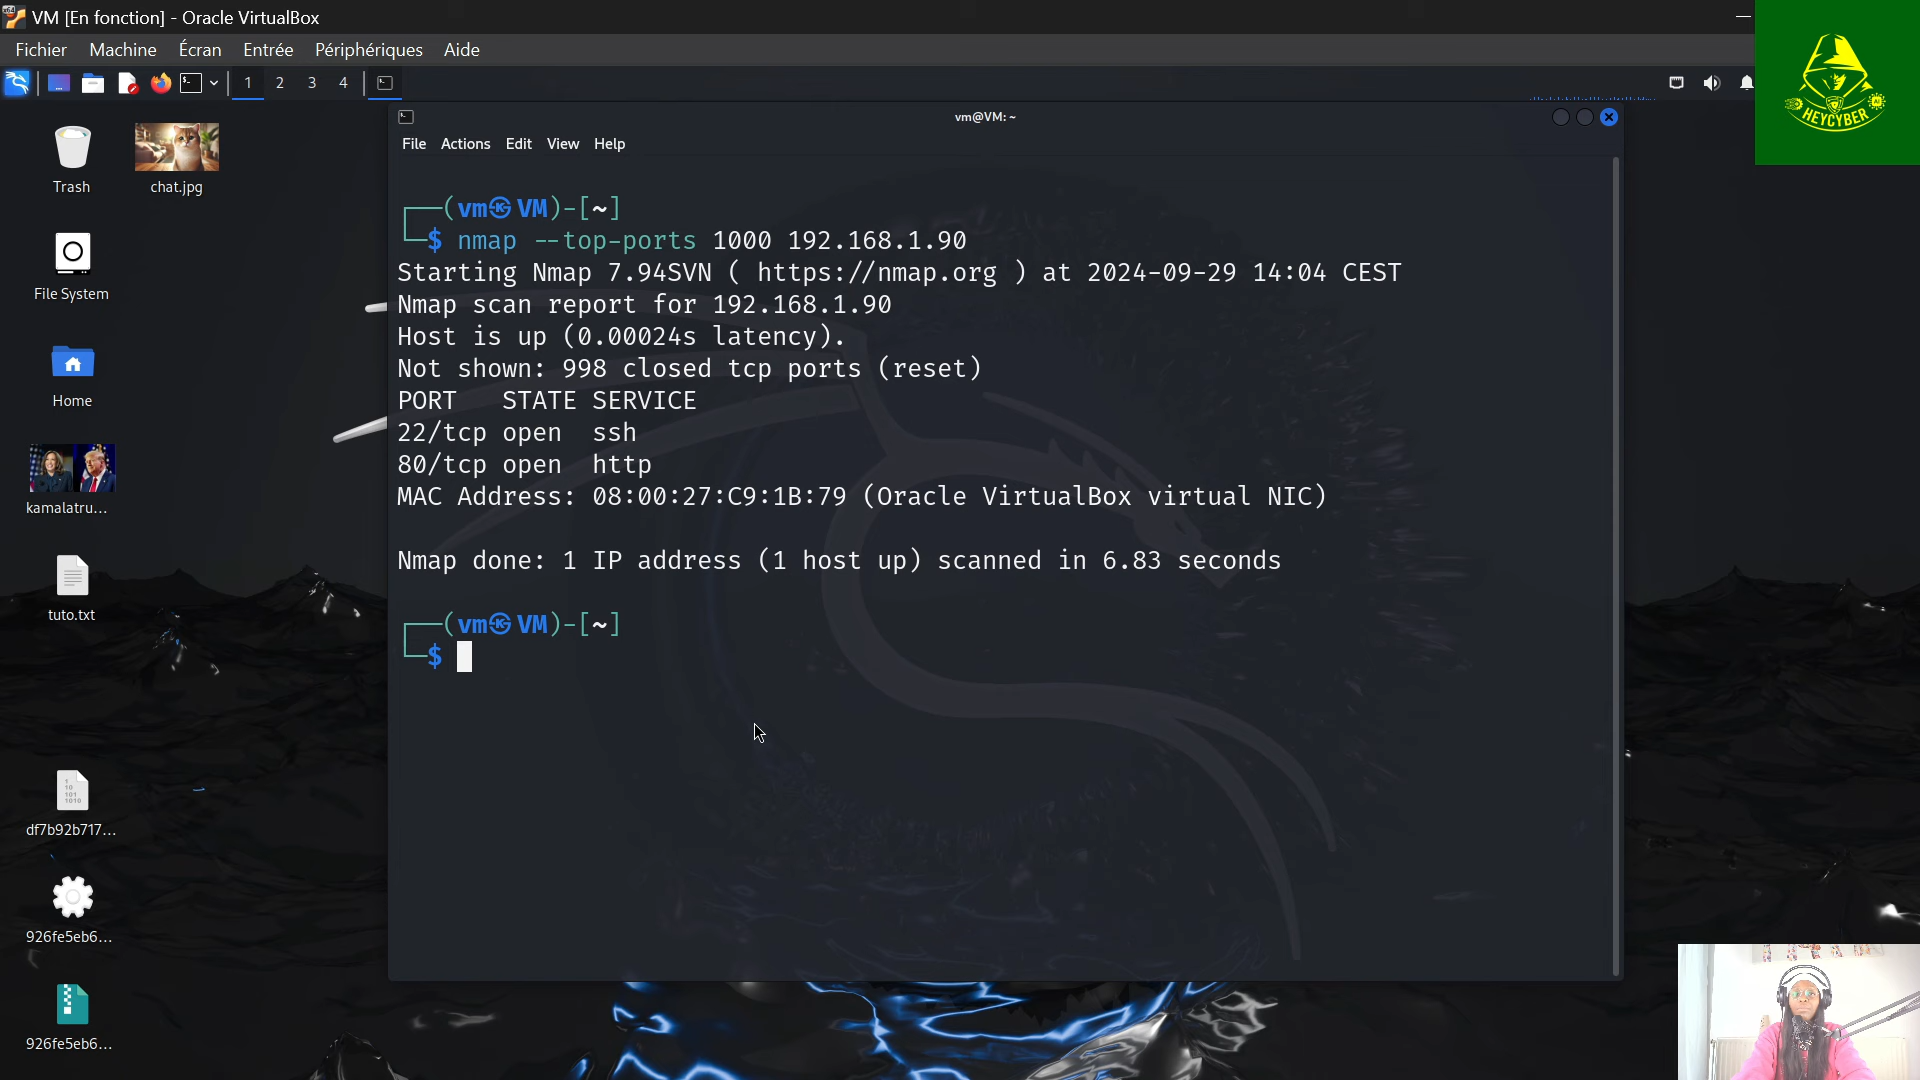 VM [En fonction] - Oracle VirtualBox
Fichier Machine Écran Entrée Périphériques Aide
1 2 3 4
HEYCYBER
vm@VM: ~
File Actions Edit View Help
Trash
chat.jpg
File System
Home
kamalatru...
tuto.txt
df7b92b717...
926fe5eb6...
926fe5eb6...
┌──(vm㉿VM)-[~]
└─$ nmap --top-ports 1000 192.168.1.90
Starting Nmap 7.94SVN ( https://nmap.org ) at 2024-09-29 14:04 CEST
Nmap scan report for 192.168.1.90
Host is up (0.00024s latency).
Not shown: 998 closed tcp ports (reset)
PORT   STATE SERVICE
22/tcp open  ssh
80/tcp open  http
MAC Address: 08:00:27:C9:1B:79 (Oracle VirtualBox virtual NIC)
Nmap done: 1 IP address (1 host up) scanned in 6.83 seconds
┌──(vm㉿VM)-[~]
└─$